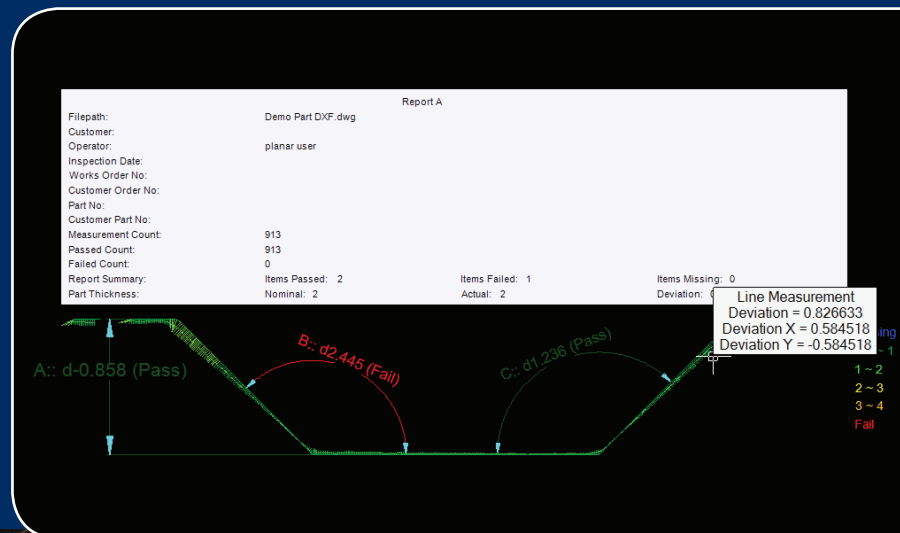 Report A
Filepath: Demo Part DXF.dwg
Customer:
Operator: planar user
Inspection Date:
Works Order No:
Customer Order No:
Part No:
Customer Part No:
Measurement Count: 913
Passed Count: 913
Failed Count: 0
Report Summary: Items Passed: 2 Items Failed: 1 Items Missing: 0
Part Thickness: Nominal: 2 Actual: 2 Deviation:
Line Measurement
Deviation = 0.826633
Deviation X = 0.584518
Deviation Y = -0.584518
A:: d-0.858 (Pass)
B:: d2.445 (Fail)
C:: d1.236 (Pass)
~ 1
1 ~ 2
2 ~ 3
3 ~ 4
Fail